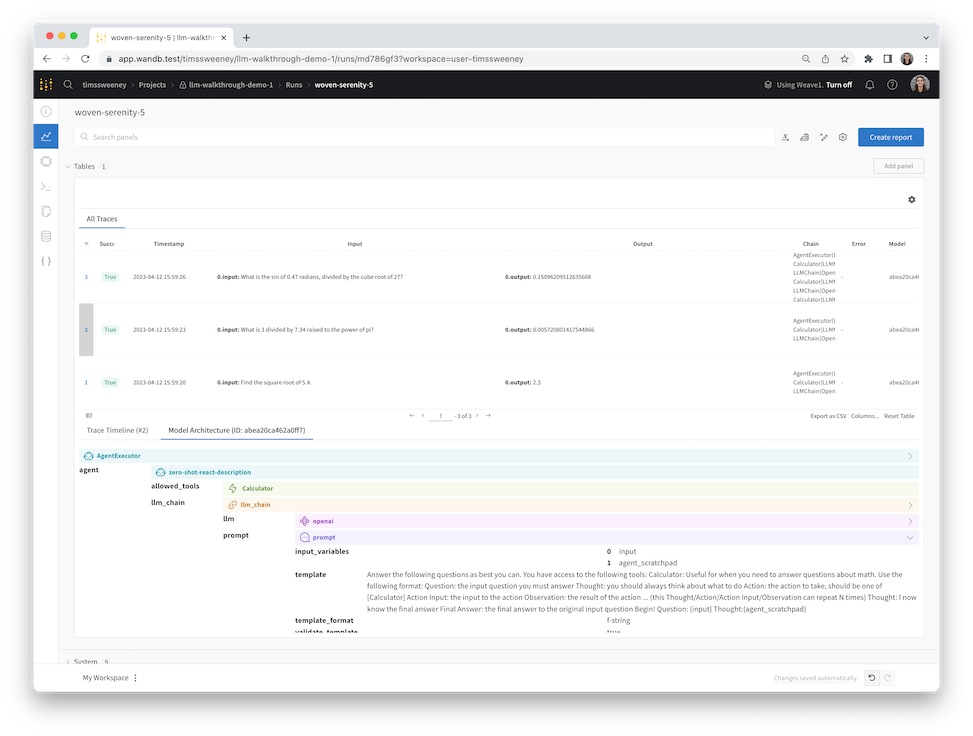 woven-serenity-5 | llm-walkth
app.wandb.test/timssweeney/llm-walkthrough-demo-1/runs/md786gf3?workspace=user-timssweeney
timssweeney > Projects > llm-walkthrough-demo-1 > Runs > woven-serenity-5
Using Weave1. Turn off
woven-serenity-5
Search panels
Create report
Tables 1
Add panel
All Traces
Succe Timestamp Input Output Chain Error Model
3 True 2023-04-12 15:59:26 0.input: What is the sin of 0.47 radians, divided by the cube root of 27? 0.output: 0.15096209512635608 - abea20ca4
AgentExecutor(l
Calculator(LLM
LLMChain(Open
Calculator(LLM
LLMChain(Open
Calculator(LLM
2 True 2023-04-12 15:59:23 0.input: What is 3 divided by 7.34 raised to the power of pi? 0.output: 0.005720801417544866 - abea20ca4
AgentExecutor(l
Calculator(LLM
LLMChain(Open
1 True 2023-04-12 15:59:20 0.input: Find the square root of 5.4. 0.output: 2.3 - abea20ca4
AgentExecutor(l
Calculator(LLM
LLMChain(Open
1 - 3 of 3
Export as CSV Columns... Reset Table
Trace Timeline (#2) Model Architecture (ID: abea20ca462a0ff7)
AgentExecutor
agent zero-shot-react-description
allowed_tools Calculator
llm_chain llm_chain
llm openai
prompt prompt
input_variables 0 input
1 agent_scratchpad
template Answer the following questions as best you can. You have access to the following tools: Calculator: Useful for when you need to answer questions about math. Use the
following format: Question: the input question you must answer Thought: you should always think about what to do Action: the action to take, should be one of
[Calculator] Action Input: the input to the action Observation: the result of the action ... (this Thought/Action/Action Input/Observation can repeat N times) Thought: I now
know the final answer Final Answer: the final answer to the original input question Begin! Question: {input} Thought:{agent_scratchpad}
template_format f-string
validate_template true
System 9
My Workspace
Changes saved automatically